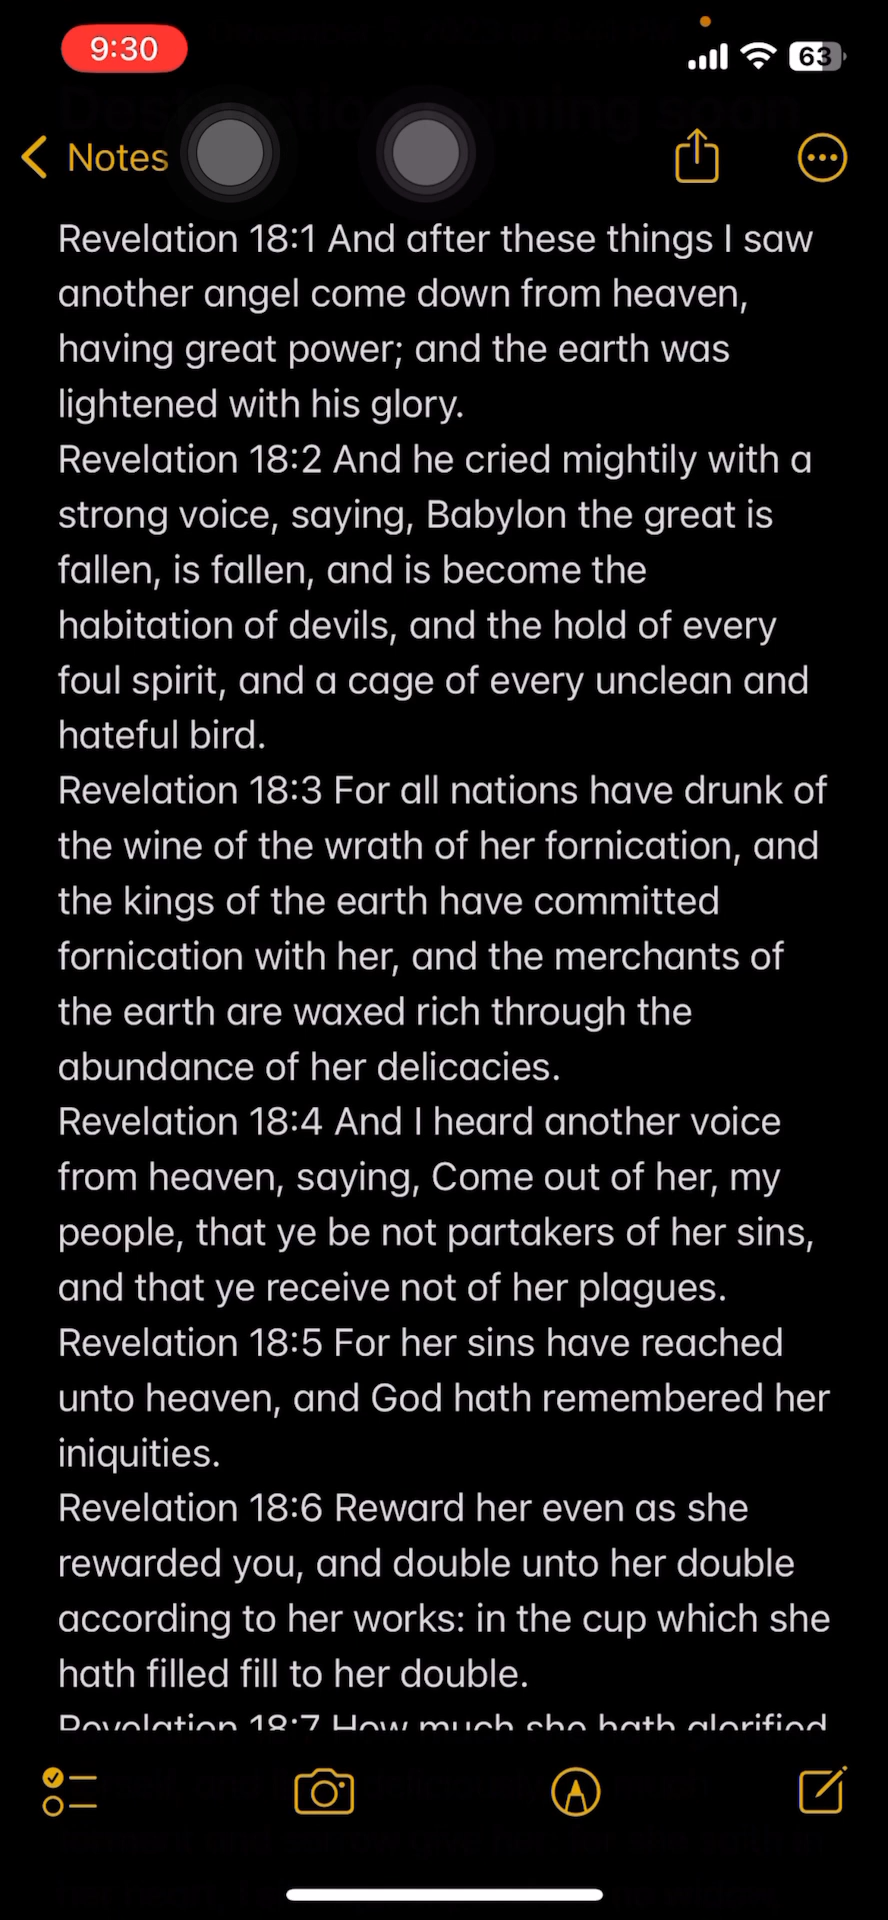 9:30
63
Notes
Revelation 18:1 And after these things I saw
another angel come down from heaven,
having great power; and the earth was
lightened with his glory.
Revelation 18:2 And he cried mightily with a
strong voice, saying, Babylon the great is
fallen, is fallen, and is become the
habitation of devils, and the hold of every
foul spirit, and a cage of every unclean and
hateful bird.
Revelation 18:3 For all nations have drunk of
the wine of the wrath of her fornication, and
the kings of the earth have committed
fornication with her, and the merchants of
the earth are waxed rich through the
abundance of her delicacies.
Revelation 18:4 And I heard another voice
from heaven, saying, Come out of her, my
people, that ye be not partakers of her sins,
and that ye receive not of her plagues.
Revelation 18:5 For her sins have reached
unto heaven, and God hath remembered her
iniquities.
Revelation 18:6 Reward her even as she
rewarded you, and double unto her double
according to her works: in the cup which she
hath filled fill to her double.
Revelation 18:7 How much she hath glorified